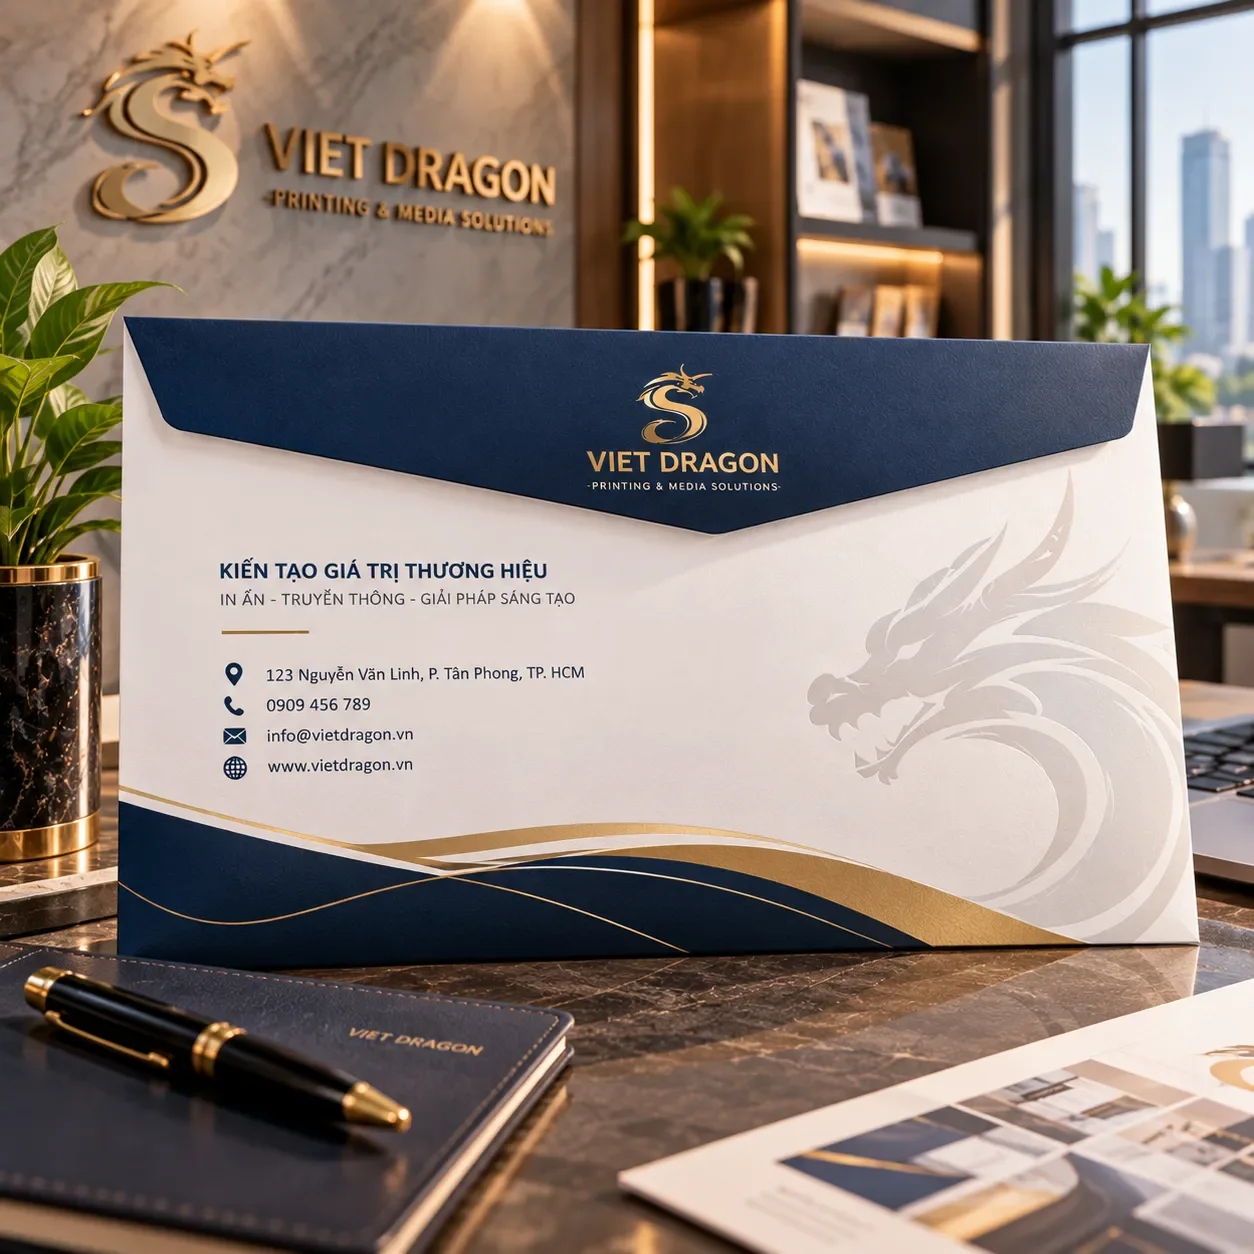 VIET DRAGON
-PRINTING & MEDIA SOLUTIONS
VIET DRAGON
-PRINTING & MEDIA SOLUTIONS-
KIẾN TẠO GIÁ TRỊ THƯƠNG HIỆU
IN ẤN - TRUYỀN THÔNG - GIẢI PHÁP SÁNG TẠO
123 Nguyễn Văn Linh, P. Tân Phong, TP. HCM
0909 456 789
info@vietdragon.vn
www.vietdragon.vn
VIET DRAGON